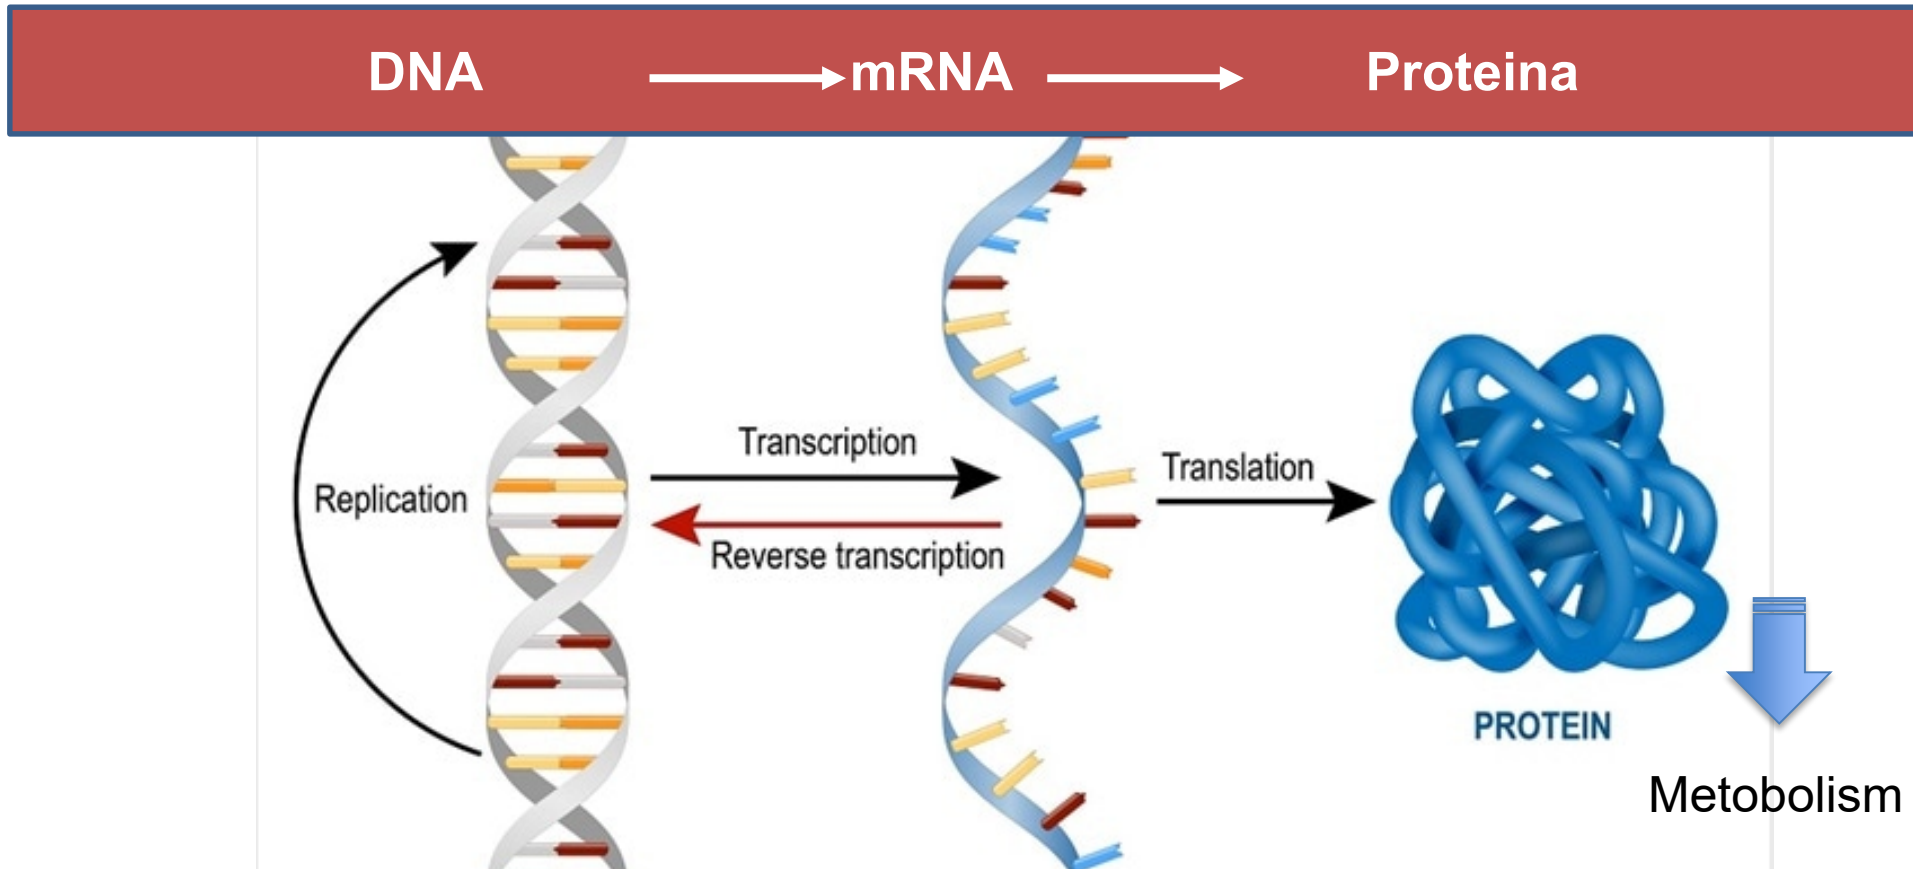 DNA mRNA Proteina
Transcription
Translation
Replication
Reverse transcription
PROTEIN
Metobolism